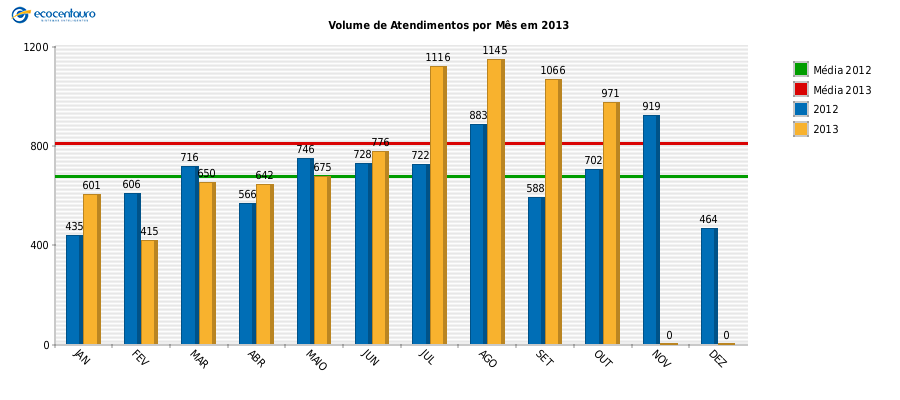 ecocentauro
Volume de Atendimentos por Mês em 2013
1200
800
400
0
435
601
606
415
716
650
566
642
746
675
728
776
722
1116
883
1145
588
1066
702
971
919
0
464
0
JAN
FEV
MAR
ABR
MAIO
JUN
JUL
AGO
SET
OUT
NOV
DEZ
Média 2012
Média 2013
2012
2013